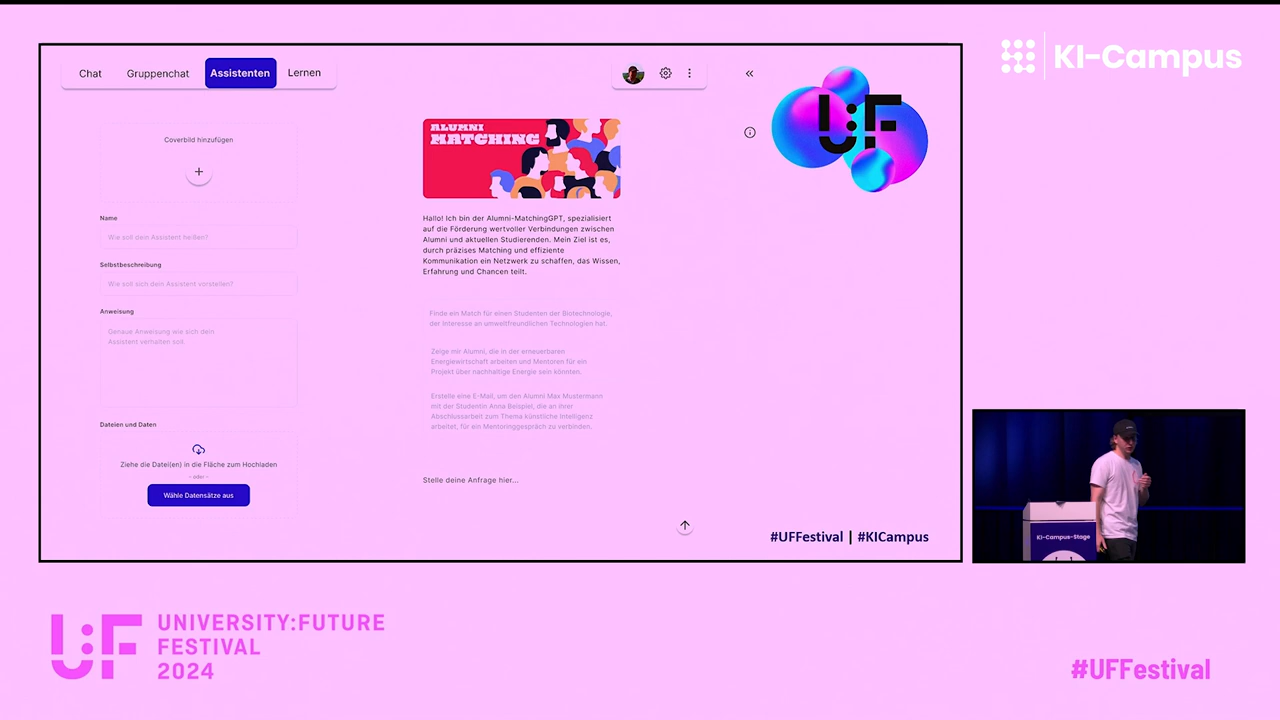 Chat
Gruppenchat
Assistenten
Lernen
KI-Campus
U:F
Coverbild hinzufügen
Name
Wie soll dein Assistent heißen?
Selbstbeschreibung
Wie soll sich dein Assistent vorstellen?
Anweisung
Genaue Anweisung wie sich dein
Assistent verhalten soll.
Dateien und Daten
Ziehe die Datei(en) in die Fläche zum Hochladen
- oder -
Wähle Datensätze aus
ALUMNI
MATCHING
Hallo! Ich bin der Alumni-MatchingGPT, spezialisiert
auf die Förderung wertvoller Verbindungen zwischen
Alumni und aktuellen Studierenden. Mein Ziel ist es,
durch präzises Matching und effiziente
Kommunikation ein Netzwerk zu schaffen, das Wissen,
Erfahrung und Chancen teilt.
Finde ein Match für einen Studenten der Biotechnologie,
der Interesse an umweltfreundlichen Technologien hat.
Zeige mir Alumni, die in der erneuerbaren
Energiewirtschaft arbeiten und Mentoren für ein
Projekt über nachhaltige Energie sein könnten.
Erstelle eine E-Mail, um den Alumni Max Mustermann
mit der Studentin Anna Beispiel, die an ihrer
Abschlussarbeit zum Thema künstliche Intelligenz
arbeitet, für ein Mentoringgespräch zu verbinden.
Stelle deine Anfrage hier...
#UFFestival | #KICampus
KI-Campus-Stage
U:F
UNIVERSITY:FUTURE
FESTIVAL
2024
#UFFestival